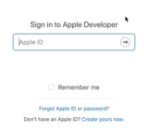 Sign in to Apple Developer
Apple ID
Remember me
Forgot Apple ID or password?
Don't have an Apple ID? Create yours now.